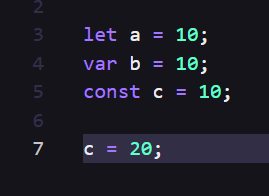 2
3 let a = 10;
4 var b = 10;
5 const c = 10;
6
7 c = 20;